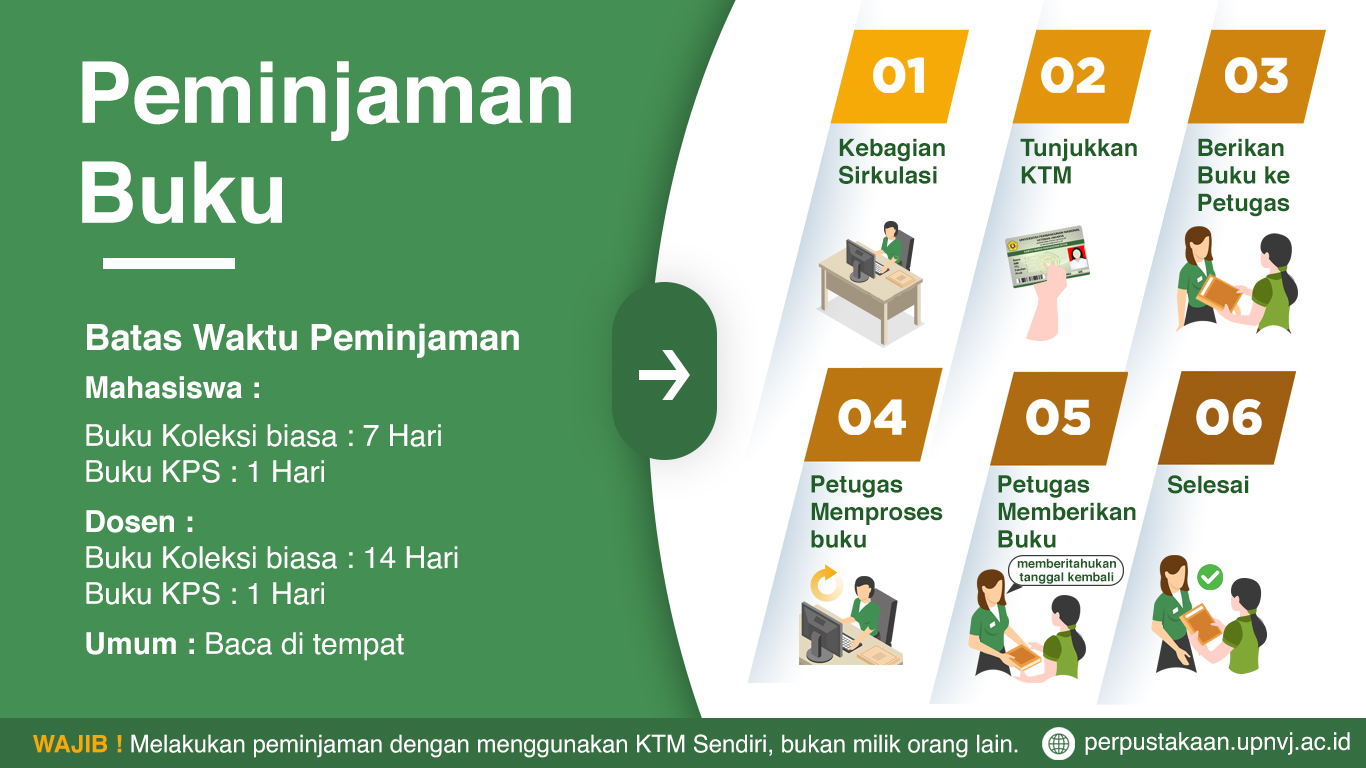 Peminjaman
Buku
Batas Waktu Peminjaman
Mahasiswa :
Buku Koleksi biasa : 7 Hari
Buku KPS : 1 Hari
Dosen :
Buku Koleksi biasa : 14 Hari
Buku KPS : 1 Hari
Umum : Baca di tempat
01
Kebagian
Sirkulasi
02
Tunjukkan
KTM
03
Berikan
Buku ke
Petugas
04
Petugas
Memproses
buku
05
Petugas
Memberikan
Buku
memberitahukan
tanggal kembali
06
Selesai
WAJIB ! Melakukan peminjaman dengan menggunakan KTM Sendiri, bukan milik orang lain.
perpustakaan.upnvj.ac.id